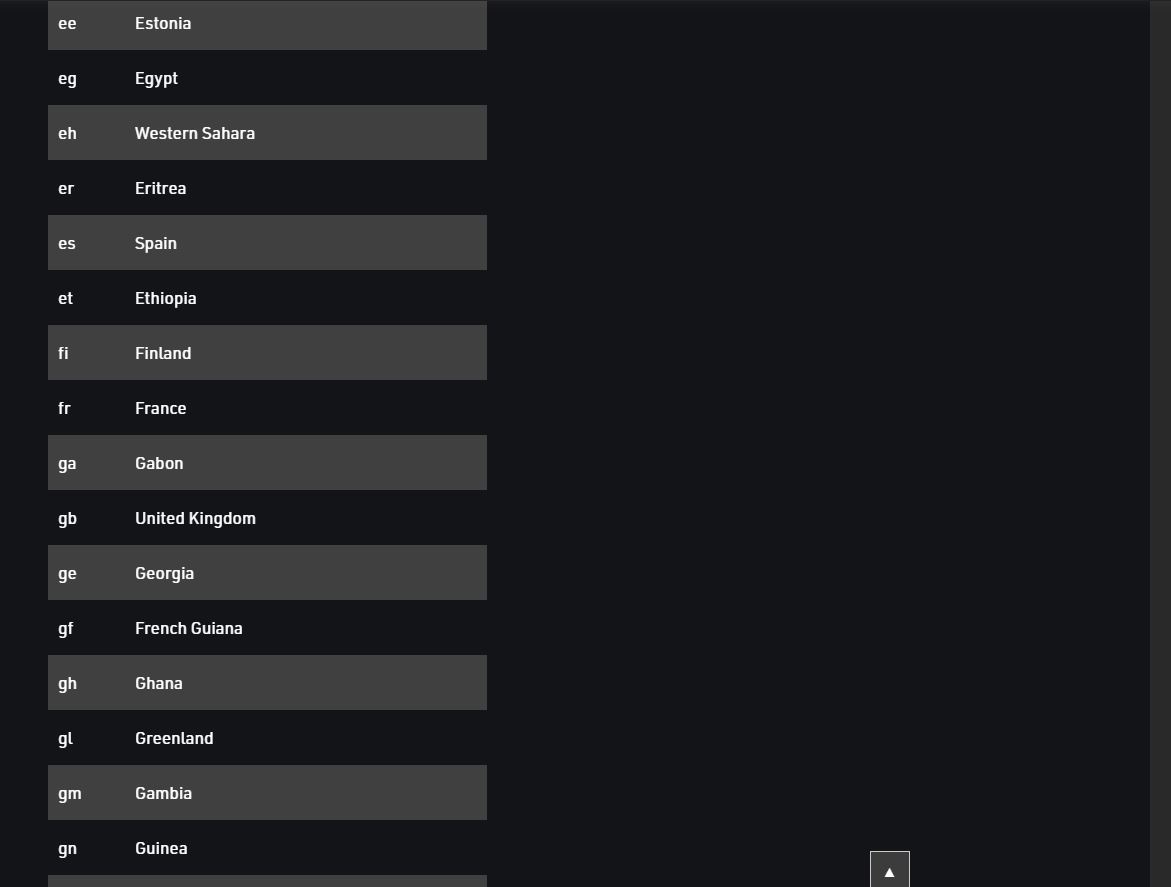 ee Estonia
eg Egypt
eh Western Sahara
er Eritrea
es Spain
et Ethiopia
fi Finland
fr France
ga Gabon
gb United Kingdom
ge Georgia
gf French Guiana
gh Ghana
gl Greenland
gm Gambia
gn Guinea
▲